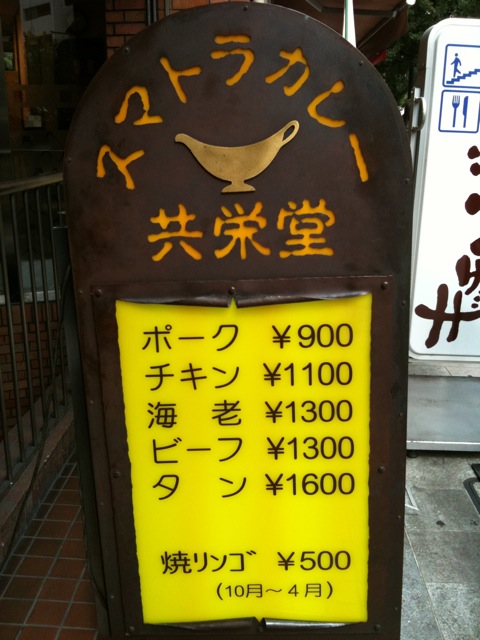 スマトラカレー
共栄堂
ポーク ¥900
チキン ¥1100
海 老 ¥1300
ビーフ ¥1300
タ ン ¥1600
焼リンゴ ¥500
（10月～4月）